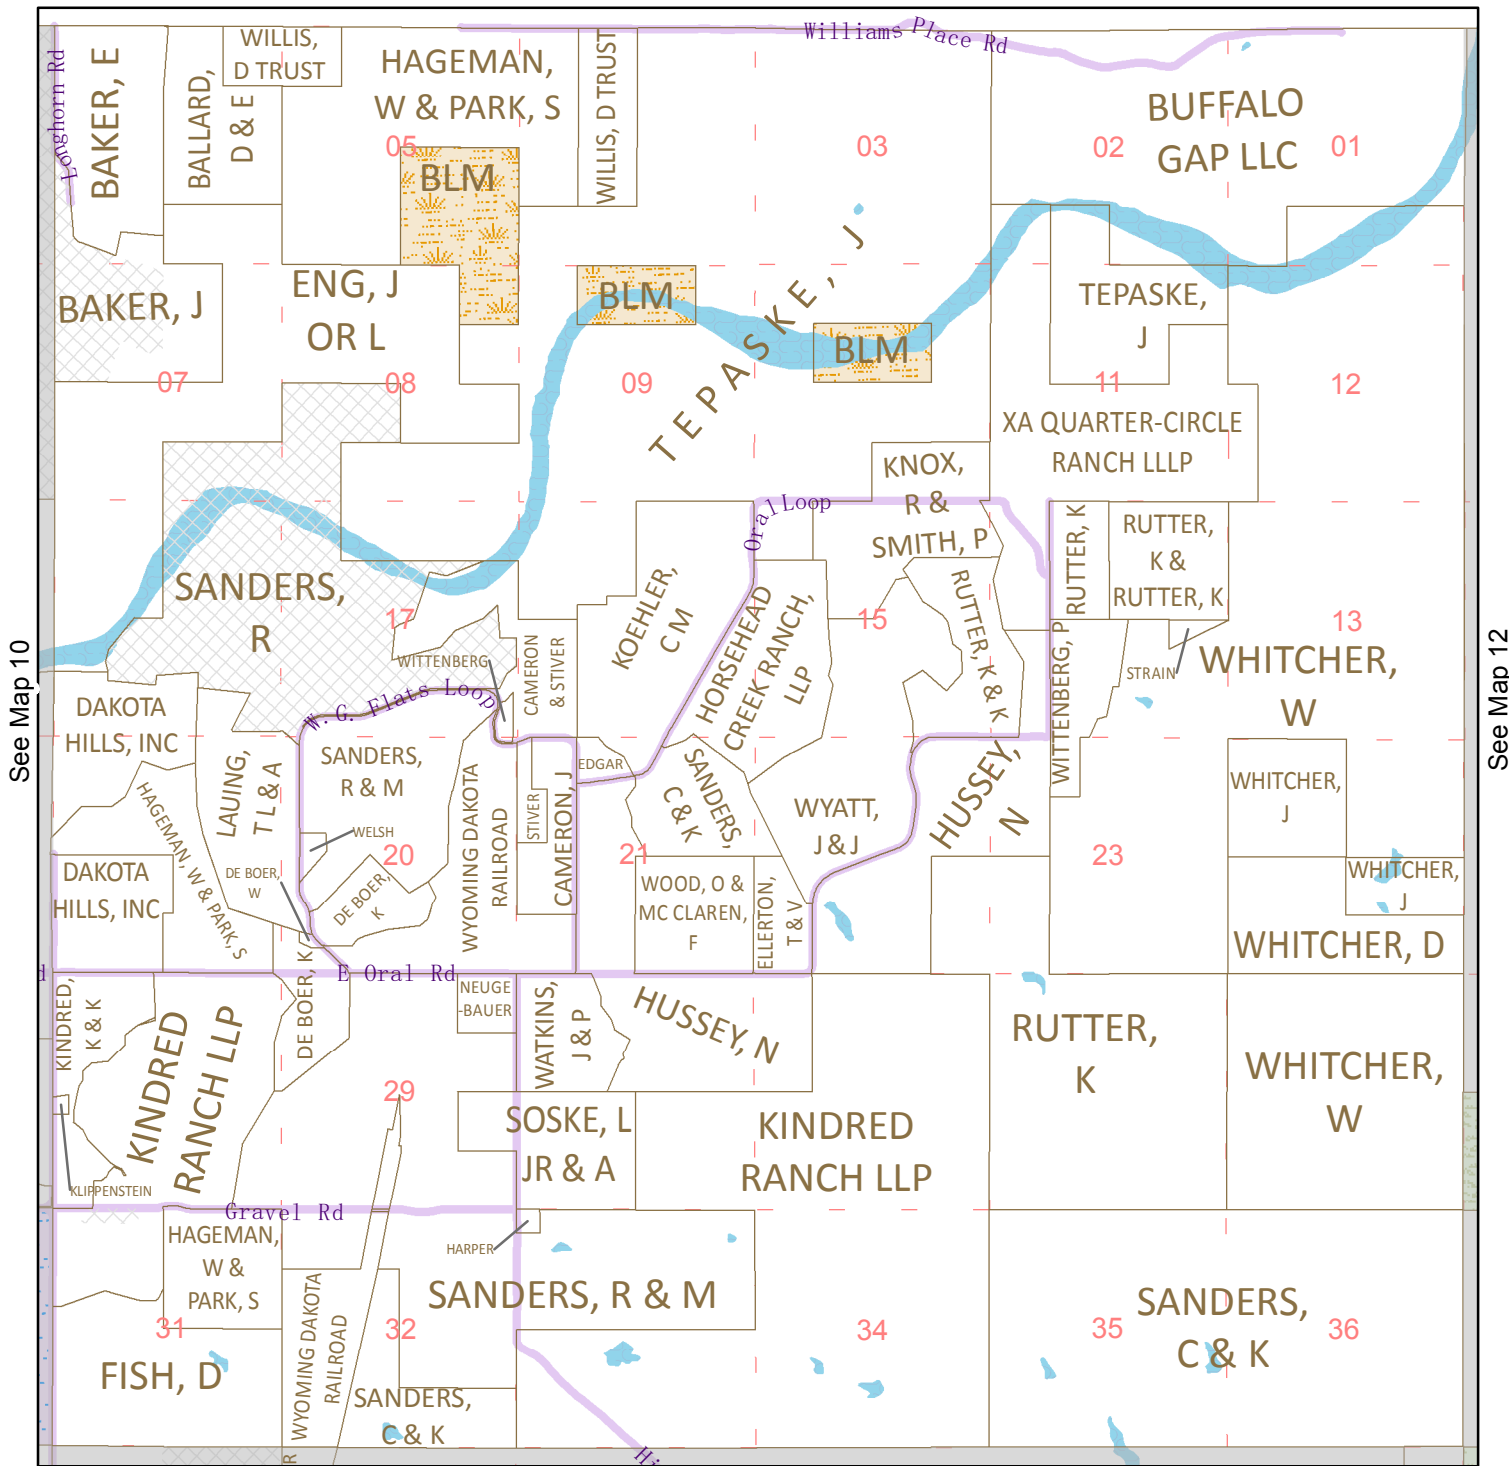 Williams Place Rd
Longhorn Rd
BAKER, E
BALLARD,
D & E
WILLIS,
D TRUST
HAGEMAN,
W & PARK, S
WILLIS, D TRUST
BUFFALO
GAP LLC
05
03
02
01
BLM
BAKER, J
ENG, J
OR L
BLM
BLM
TEPASKE, J
TEPASKE,
J
07
08
09
11
12
XA QUARTER-CIRCLE
RANCH LLLP
KNOX,
R &
SMITH, P
Oral Loop
SANDERS,
R
17
WITTENBERG
CAMERON
& STIVER
KOEHLER,
C M
HORSEHEAD
CREEK RANCH,
LLP
15
RUTTER, K & K
RUTTER, K
RUTTER,
K &
RUTTER, K
13
STRAIN
WHITCHER,
W
WITTENBERG, P
See Map 10
See Map 12
DAKOTA
HILLS, INC
W.G. Flats Loop
LAUING,
T L & A
SANDERS,
R & M
HAGEMAN, W & PARK, S
WELSH
20
DE BOER,
W
DE BOER,
K
WYOMING DAKOTA
RAILROAD
STIVER
CAMERON, J
EDGAR
21
SANDERS,
C & K
WYATT,
J & J
HUSSEY,
N
23
WHITCHER,
J
WHITCHER,
J
WHITCHER, D
DAKOTA
HILLS, INC
WOOD, O &
MC CLAREN,
F
ELLERTON,
T & V
d
E Oral Rd
KINDRED,
K & K
KINDRED
RANCH LLP
DE BOER, K
NEUGE
-BAUER
WATKINS,
J & P
HUSSEY, N
RUTTER,
K
WHITCHER,
W
29
SOSKE, L
JR & A
KINDRED
RANCH LLP
KLIPPENSTEIN
Gravel Rd
HAGEMAN,
W &
PARK, S
HARPER
SANDERS, R & M
WYOMING DAKOTA
RAILROAD
31
32
34
35
36
SANDERS,
C & K
FISH, D
SANDERS,
C & K
R
Hi